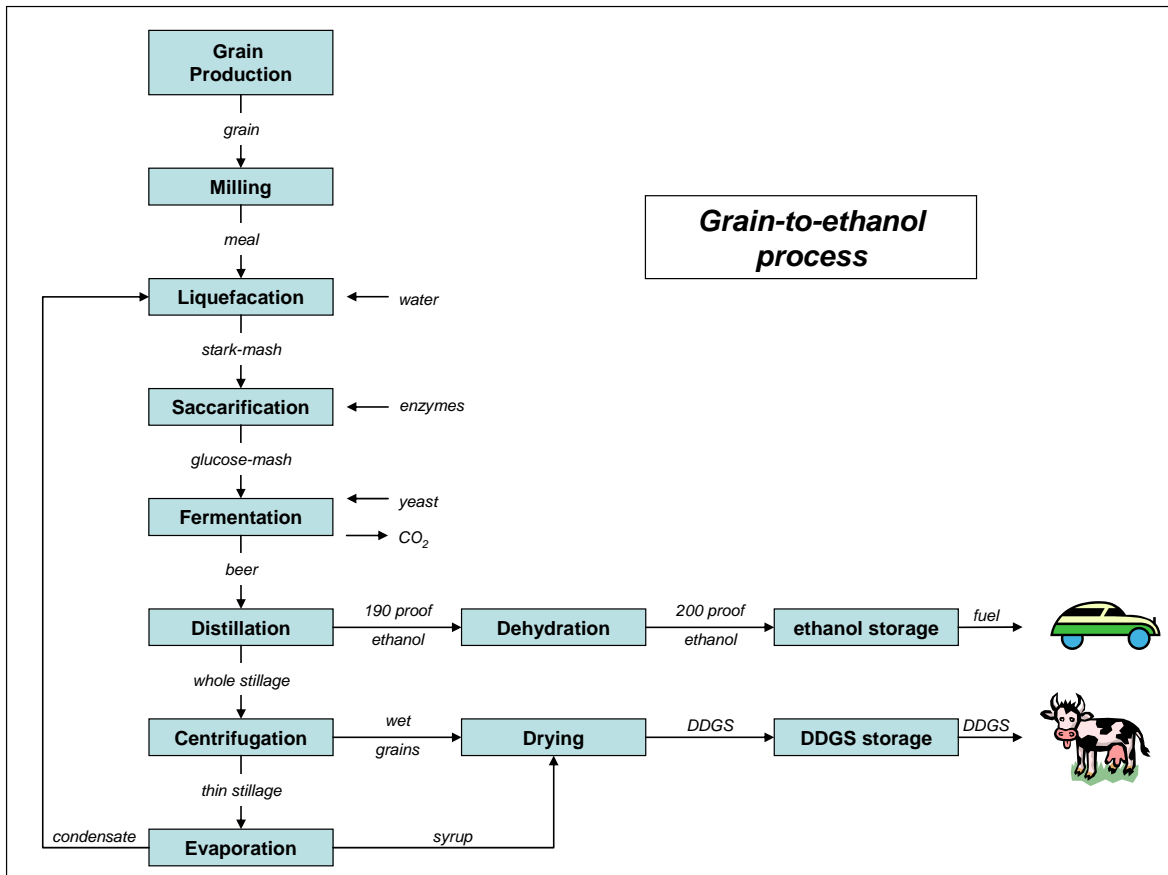 Grain
Production
grain
Milling
Grain-to-ethanol
process
meal
Liquefacation
water
stark-mash
Saccarification
enzymes
glucose-mash
Fermentation
yeast
CO2
beer
Distillation
190 proof
ethanol
Dehydration
200 proof
ethanol
ethanol storage
fuel
whole stillage
Centrifugation
wet
grains
Drying
DDGS
DDGS storage
DDGS
thin stillage
condensate
Evaporation
syrup